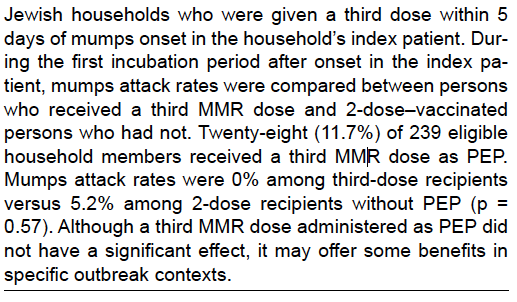 Jewish households who were given a third dose within 5
days of mumps onset in the household's index patient. Dur-
ing the first incubation period after onset in the index pa-
tient, mumps attack rates were compared between persons
who received a third MMR dose and 2-dose–vaccinated
persons who had not. Twenty-eight (11.7%) of 239 eligible
household members received a third MMR dose as PEP.
Mumps attack rates were 0% among third-dose recipients
versus 5.2% among 2-dose recipients without PEP (p =
0.57). Although a third MMR dose administered as PEP did
not have a significant effect, it may offer some benefits in
specific outbreak contexts.